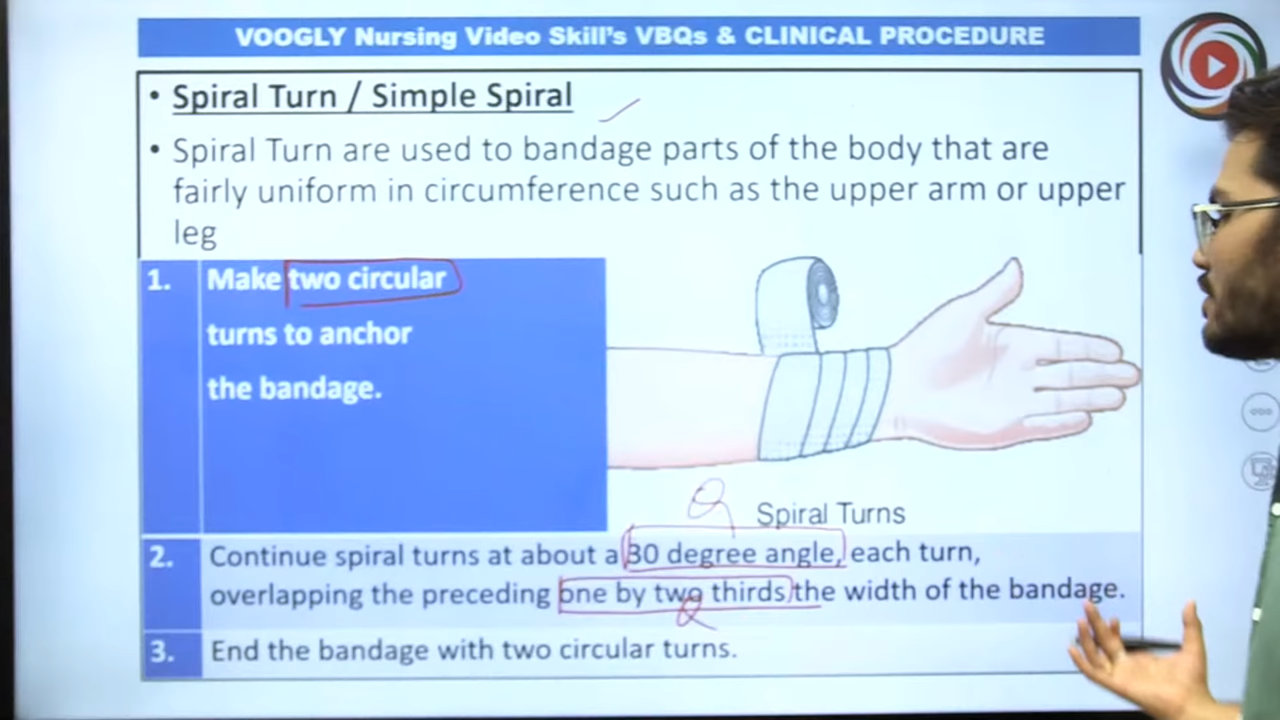 VOOGLY Nursing Video Skill's VBQs & CLINICAL PROCEDURE
• Spiral Turn / Simple Spiral
• Spiral Turn are used to bandage parts of the body that are
fairly uniform in circumference such as the upper arm or upper
leg
1. Make two circular
turns to anchor
the bandage.
Spiral Turns
2. Continue spiral turns at about a 30 degree angle, each turn,
overlapping the preceding one by two thirds the width of the bandage.
3. End the bandage with two circular turns.